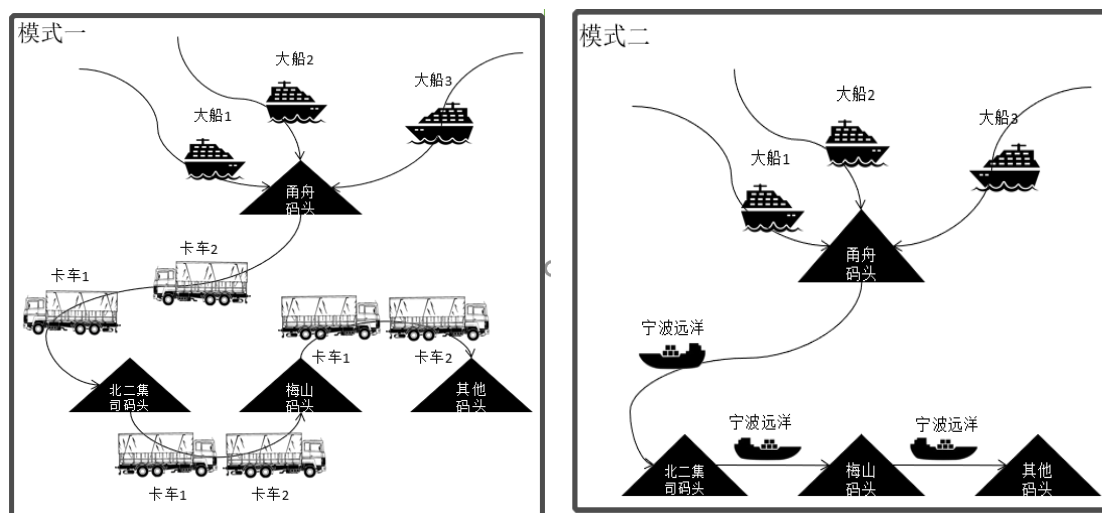 模式一
大船2
大船3
大船1
甬舟
码头
卡车2
卡车1
卡车1
卡车2
北二集
司码头
梅山
码头
其他
码头
卡车1
卡车2
模式二
大船2
大船3
大船1
甬舟
码头
宁波远洋
宁波远洋
宁波远洋
北二集
司码头
梅山
码头
其他
码头